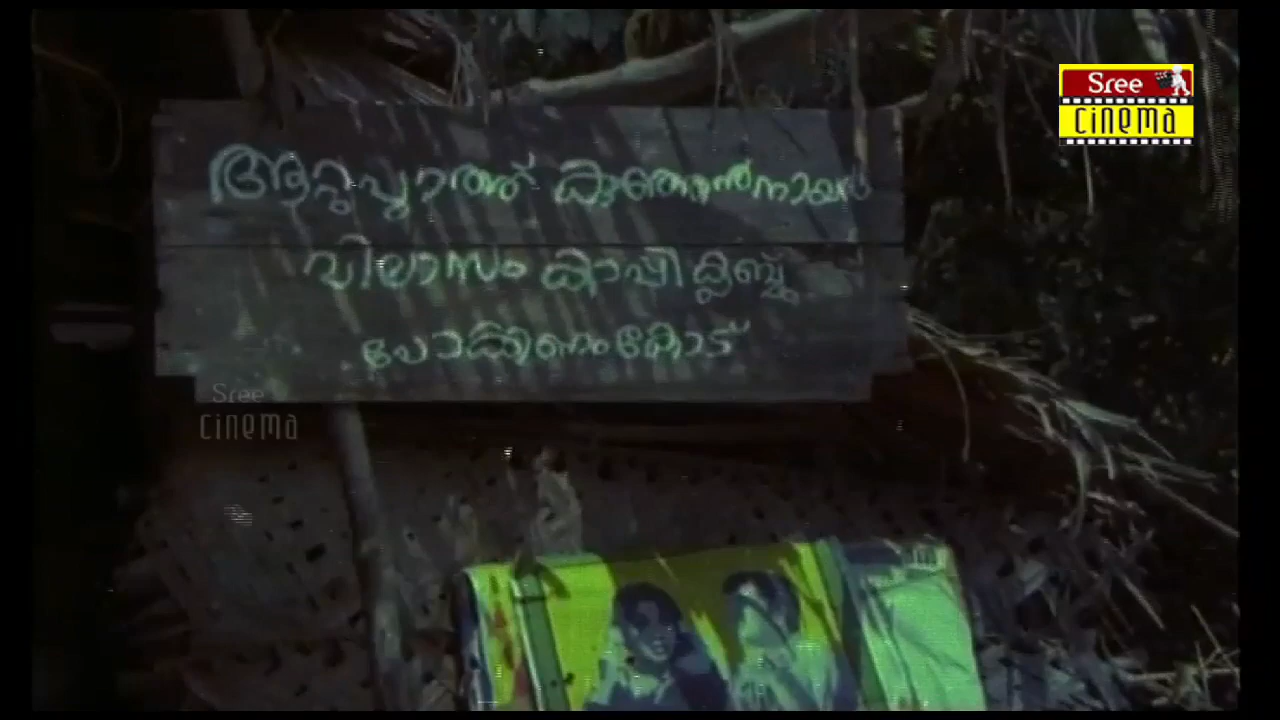 Sree
cinema
ആറ്റുപുറത്ത് കുഞ്ഞൻനായർ
വിലാസം കാപ്പി ക്ലബ്ബ്
പോക്കണംകോട്
Sree
cinema